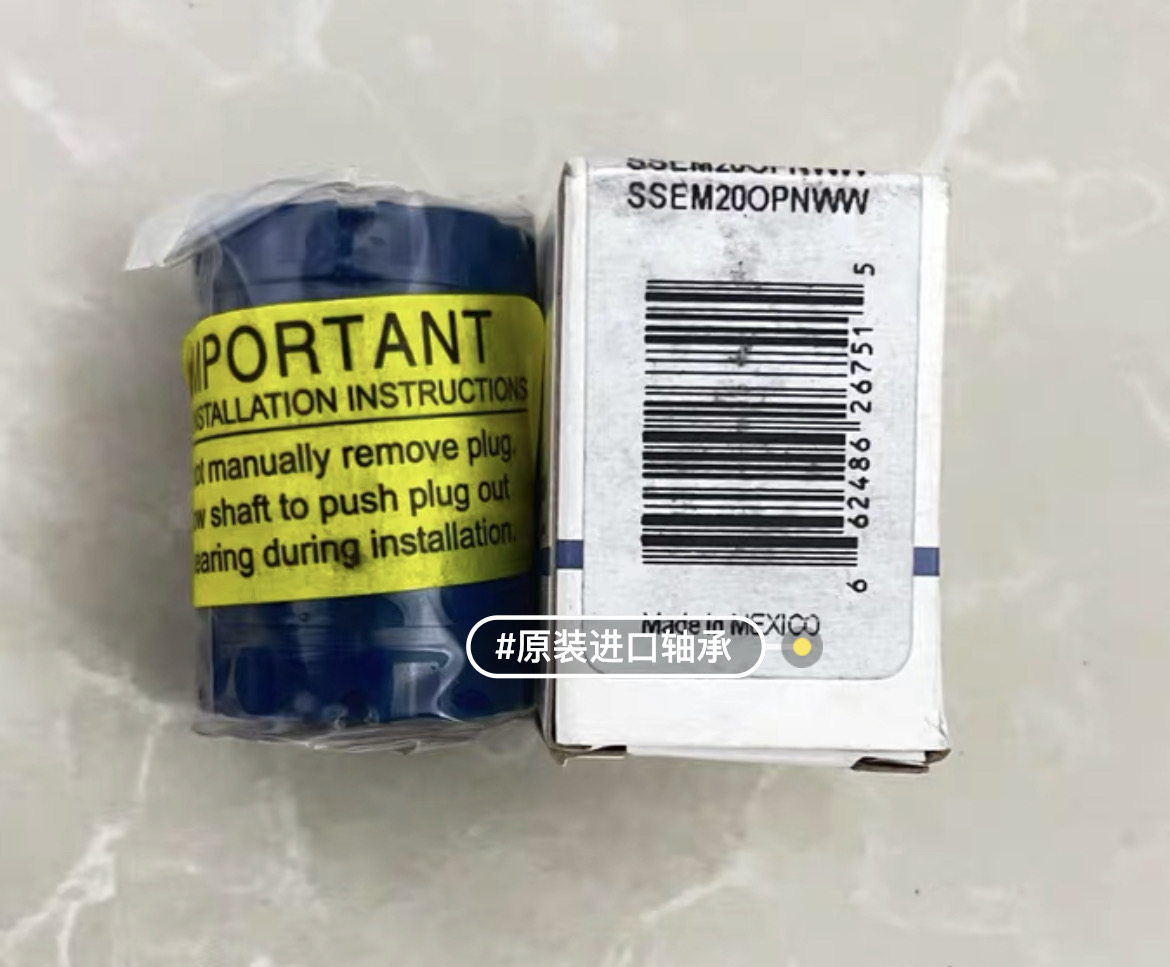 IMPORTANT
INSTALLATION INSTRUCTIONS
manually remove plug.
shaft to push plug out
during installation.
SSEM20OPNWW
SSEM20OPNWW
6 62486 26751 5
Made in MEXICO
#原装进口轴承